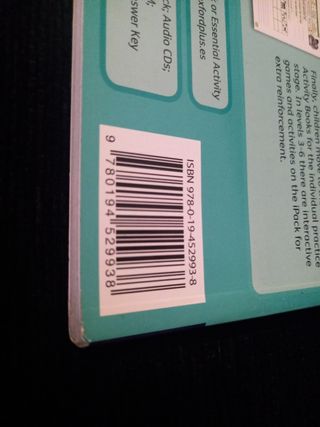 Finally, children move
Activity Books for the individual practice
stage. In levels 3-6 there are interactive
games and activities on the iPack for
extra reinforcement.
or Essential Activity
xfordplus.es
Audio CDs;
swer Key
ISBN 978-0-19-452993-8
9 780194 529938